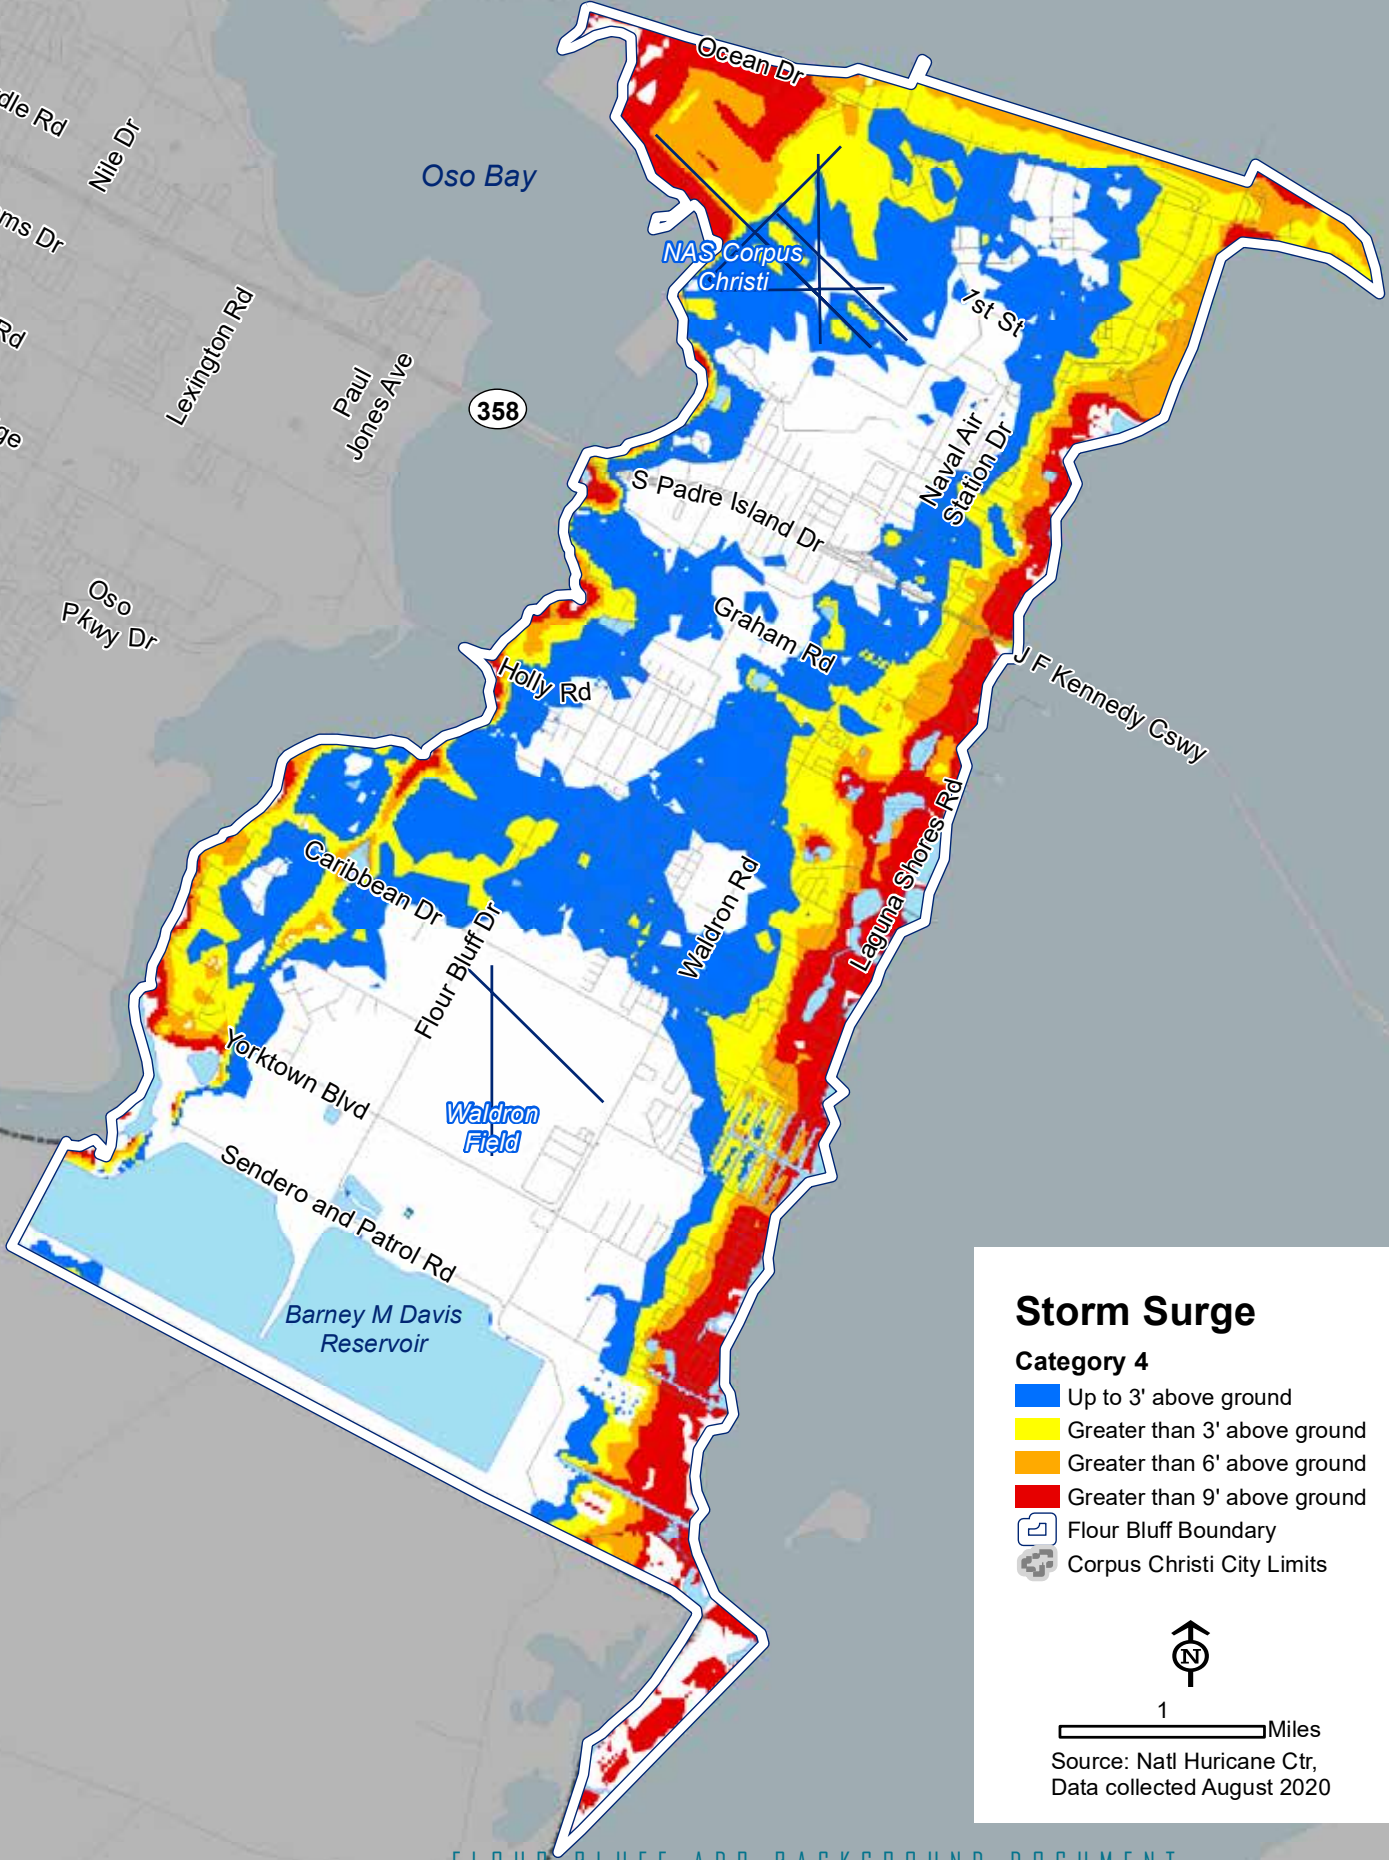 Ocean Dr
dle Rd
Nile Dr
Oso Bay
ms Dr
NAS Corpus
Christi
1st St
Rd
Lexington Rd
Paul
Jones Ave
358
ge
Naval Air
Station Dr
S Padre Island Dr
Oso
Pkwy Dr
Graham Rd
Holly Rd
J F Kennedy Cswy
Laguna Shores Rd
Caribbean Dr
Waldron Rd
Flour Bluff Dr
Yorktown Blvd
Waldron
Field
Sendero and Patrol Rd
Barney M Davis
Reservoir
Storm Surge
Category 4
Up to 3' above ground
Greater than 3' above ground
Greater than 6' above ground
Greater than 9' above ground
Flour Bluff Boundary
Corpus Christi City Limits
N
1
Miles
Source: Natl Huricane Ctr,
Data collected August 2020
FLOUR BLUFF ADP BACKGROUND DOCUMENT